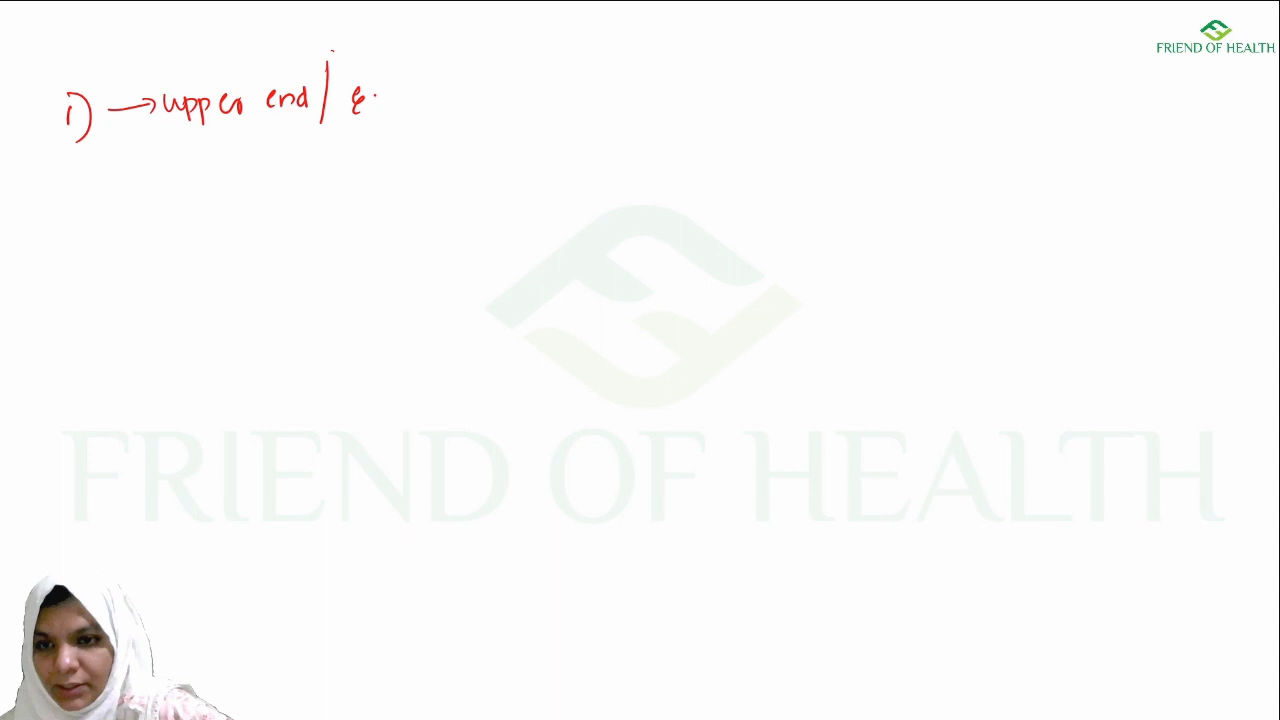 FRIEND OF HEALTH
1) → upper end /
FRIEND OF HEALTH